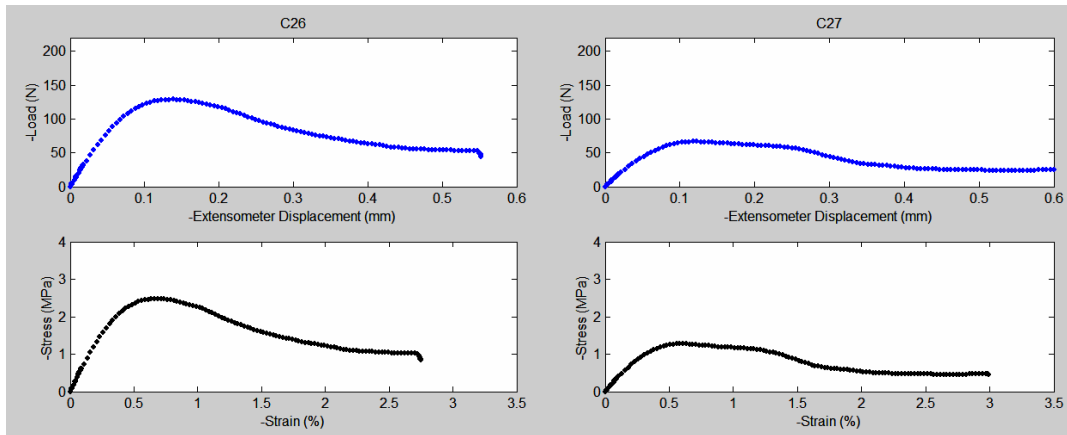 C26
200
150
100
50
0
-Load (N)
0 0.1 0.2 0.3 0.4 0.5 0.6
-Extensometer Displacement (mm)
C27
200
150
100
50
0
-Load (N)
0 0.1 0.2 0.3 0.4 0.5 0.6
-Extensometer Displacement (mm)
4
3
2
1
0
-Stress (MPa)
0 0.5 1 1.5 2 2.5 3 3.5
-Strain (%)
4
3
2
1
0
-Stress (MPa)
0 0.5 1 1.5 2 2.5 3 3.5
-Strain (%)